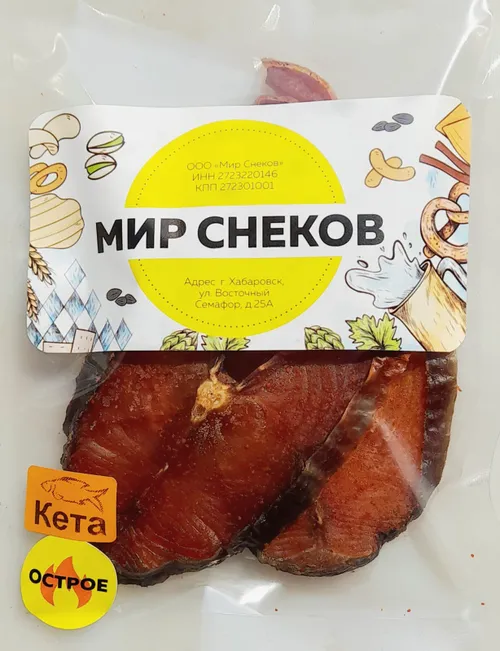 ООО «Мир Снеков»
ИНН 2723220146
КПП 272301001
МИР СНЕКОВ
Адрес: г. Хабаровск,
ул. Восточный
Семафор, д.25А
Кета
ОСТРОЕ